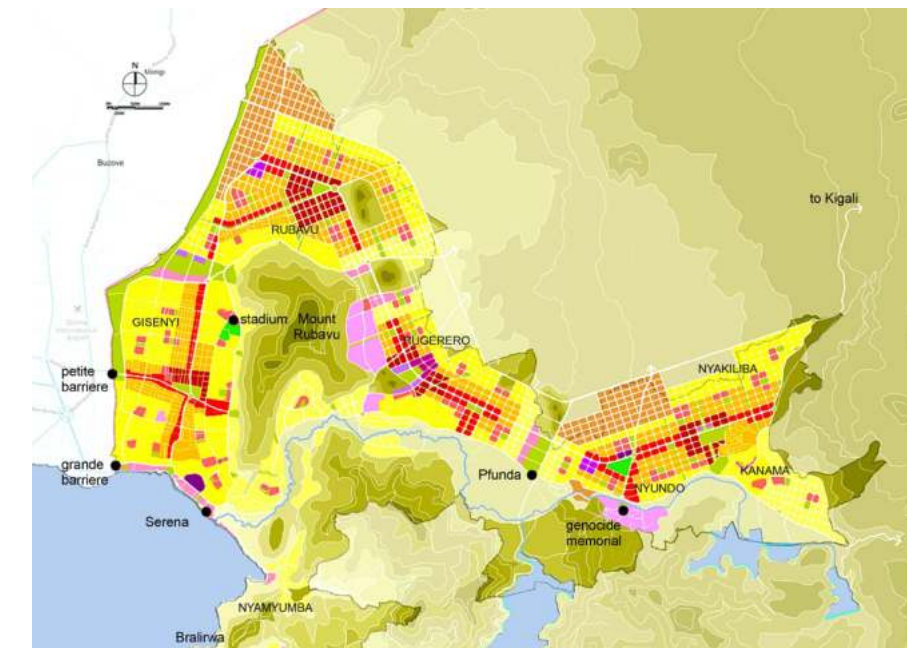 N
Buzove
to Kigali
RUBAVU
GISENYI
stadium
Mount
Rubavu
RUGERERO
NYAKILIBA
petite
barriere
grande
barriere
Pfunda
KANAMA
NYUNDO
Serena
genocide
memorial
NYAMYUMBA
Bralirwa